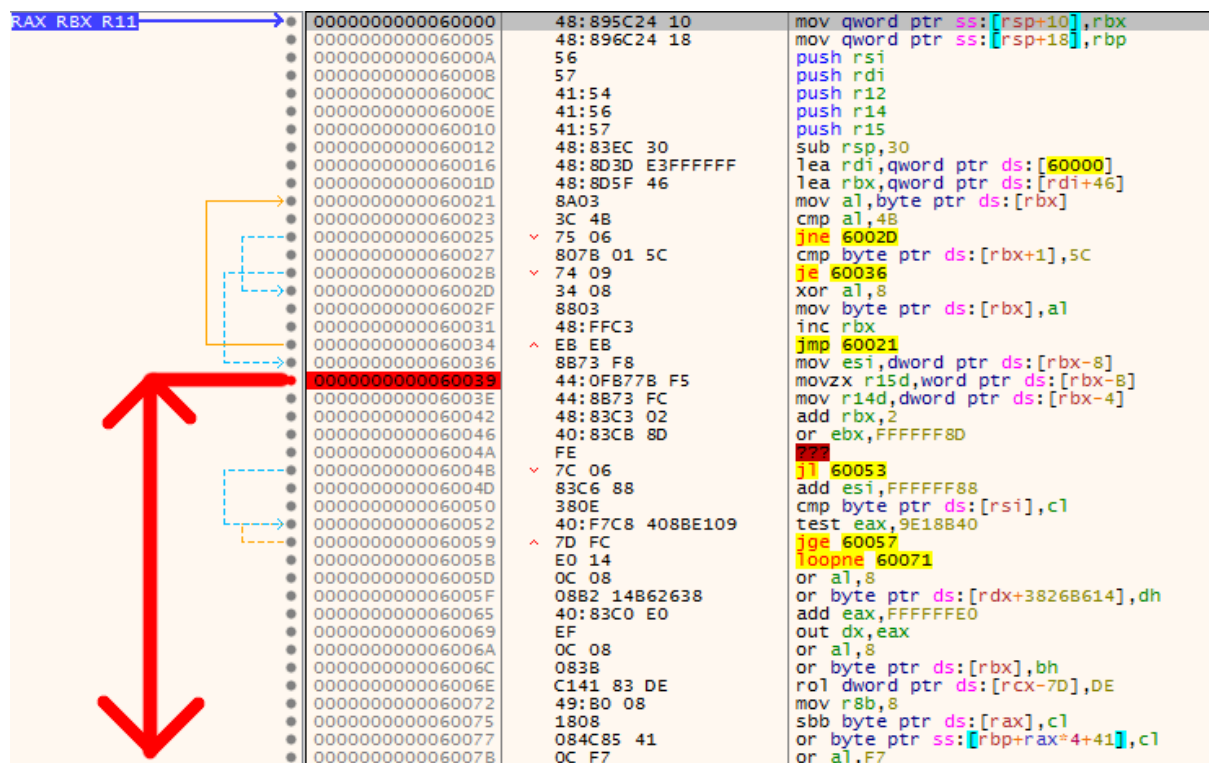 RAX RBX R11 0000000000060000 48:895C24 10 mov qword ptr ss:[rsp+10],rbx
0000000000060005 48:896C24 18 mov qword ptr ss:[rsp+18],rbp
000000000006000A 56 push rsi
000000000006000B 57 push rdi
000000000006000C 41:54 push r12
000000000006000E 41:56 push r14
0000000000060010 41:57 push r15
0000000000060012 48:83EC 30 sub rsp,30
0000000000060016 48:8D3D E3FFFFFF lea rdi,qword ptr ds:[60000]
000000000006001D 48:8D5F 46 lea rbx,qword ptr ds:[rdi+46]
0000000000060021 8A03 mov al,byte ptr ds:[rbx]
0000000000060023 3C 4B cmp al,4B
0000000000060025 75 06 jne 6002D
0000000000060027 807B 01 5C cmp byte ptr ds:[rbx+1],5C
000000000006002B 74 09 je 60036
000000000006002D 34 08 xor al,8
000000000006002F 8803 mov byte ptr ds:[rbx],al
0000000000060031 48:FFC3 inc rbx
0000000000060034 EB EB jmp 60021
0000000000060036 8B73 F8 mov esi,dword ptr ds:[rbx-8]
0000000000060039 44:0FB77B F5 movzx r15d,word ptr ds:[rbx-B]
000000000006003E 44:8B73 FC mov r14d,dword ptr ds:[rbx-4]
0000000000060042 48:83C3 02 add rbx,2
0000000000060046 40:83CB 8D or ebx,FFFFFF8D
000000000006004A FE ???
000000000006004B 7C 06 jl 60053
000000000006004D 83C6 88 add esi,FFFFFF88
0000000000060050 380E cmp byte ptr ds:[rsi],cl
0000000000060052 40:F7C8 408BE109 test eax,9E18B40
0000000000060059 7D FC jge 60057
000000000006005B E0 14 loopne 60071
000000000006005D 0C 08 or al,8
000000000006005F 08B2 14B62638 or byte ptr ds:[rdx+3826B614],dh
0000000000060065 40:83C0 E0 add eax,FFFFFFE0
0000000000060069 EF out dx,eax
000000000006006A 0C 08 or al,8
000000000006006C 083B or byte ptr ds:[rbx],bh
000000000006006E C141 83 DE rol dword ptr ds:[rcx-7D],DE
0000000000060072 49:B0 08 mov r8b,8
0000000000060075 1808 sbb byte ptr ds:[rax],cl
0000000000060077 084C85 41 or byte ptr ss:[rbp+rax*4+41],cl
000000000006007B 0C F7 or al,F7